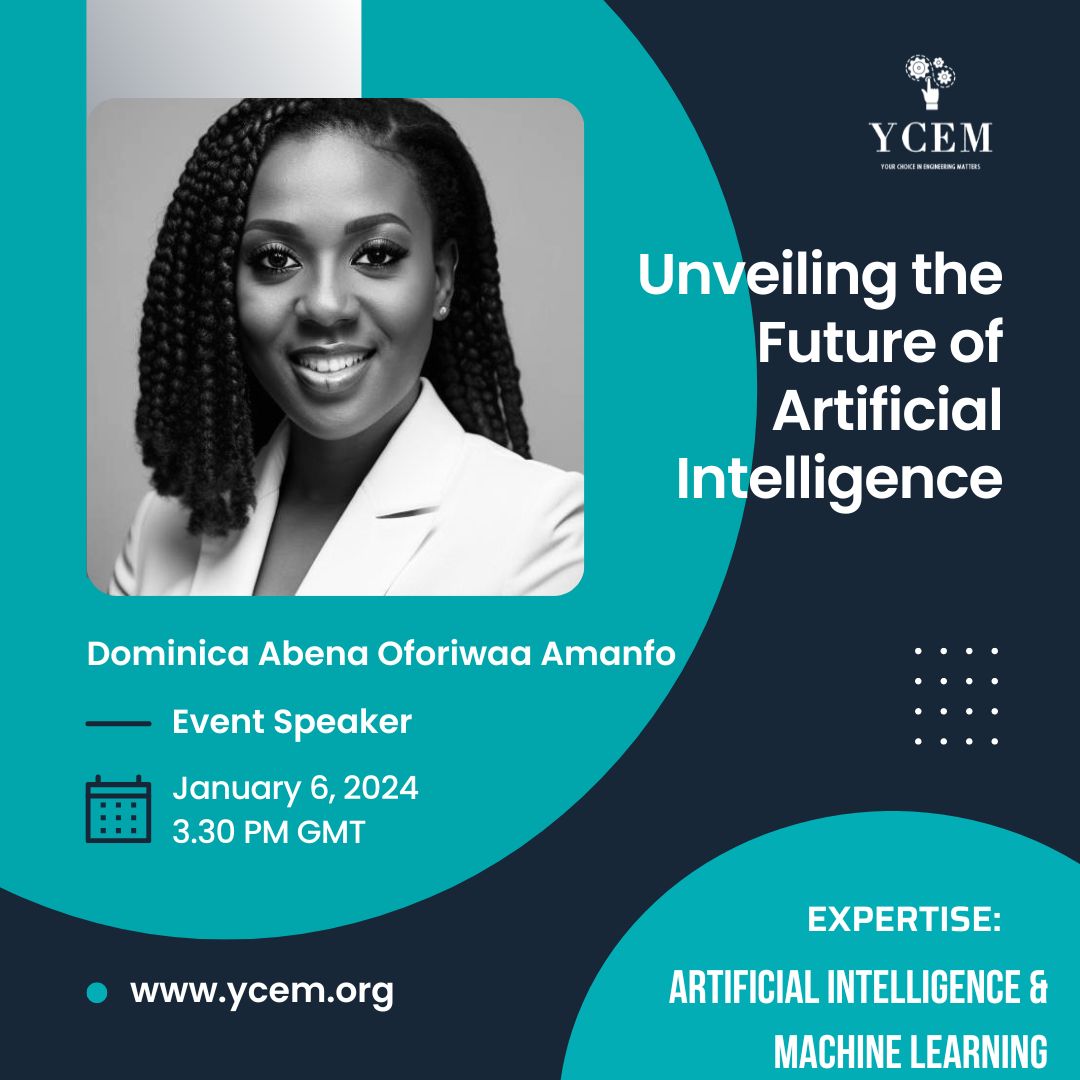 YCEM
YOUR CHOICE IN ENGINEERING MATTERS
Unveiling the
Future of
Artificial
Intelligence
Dominica Abena Oforiwaa Amanfo
Event Speaker
January 6, 2024
3.30 PM GMT
www.ycem.org
EXPERTISE:
ARTIFICIAL INTELLIGENCE &
MACHINE LEARNING